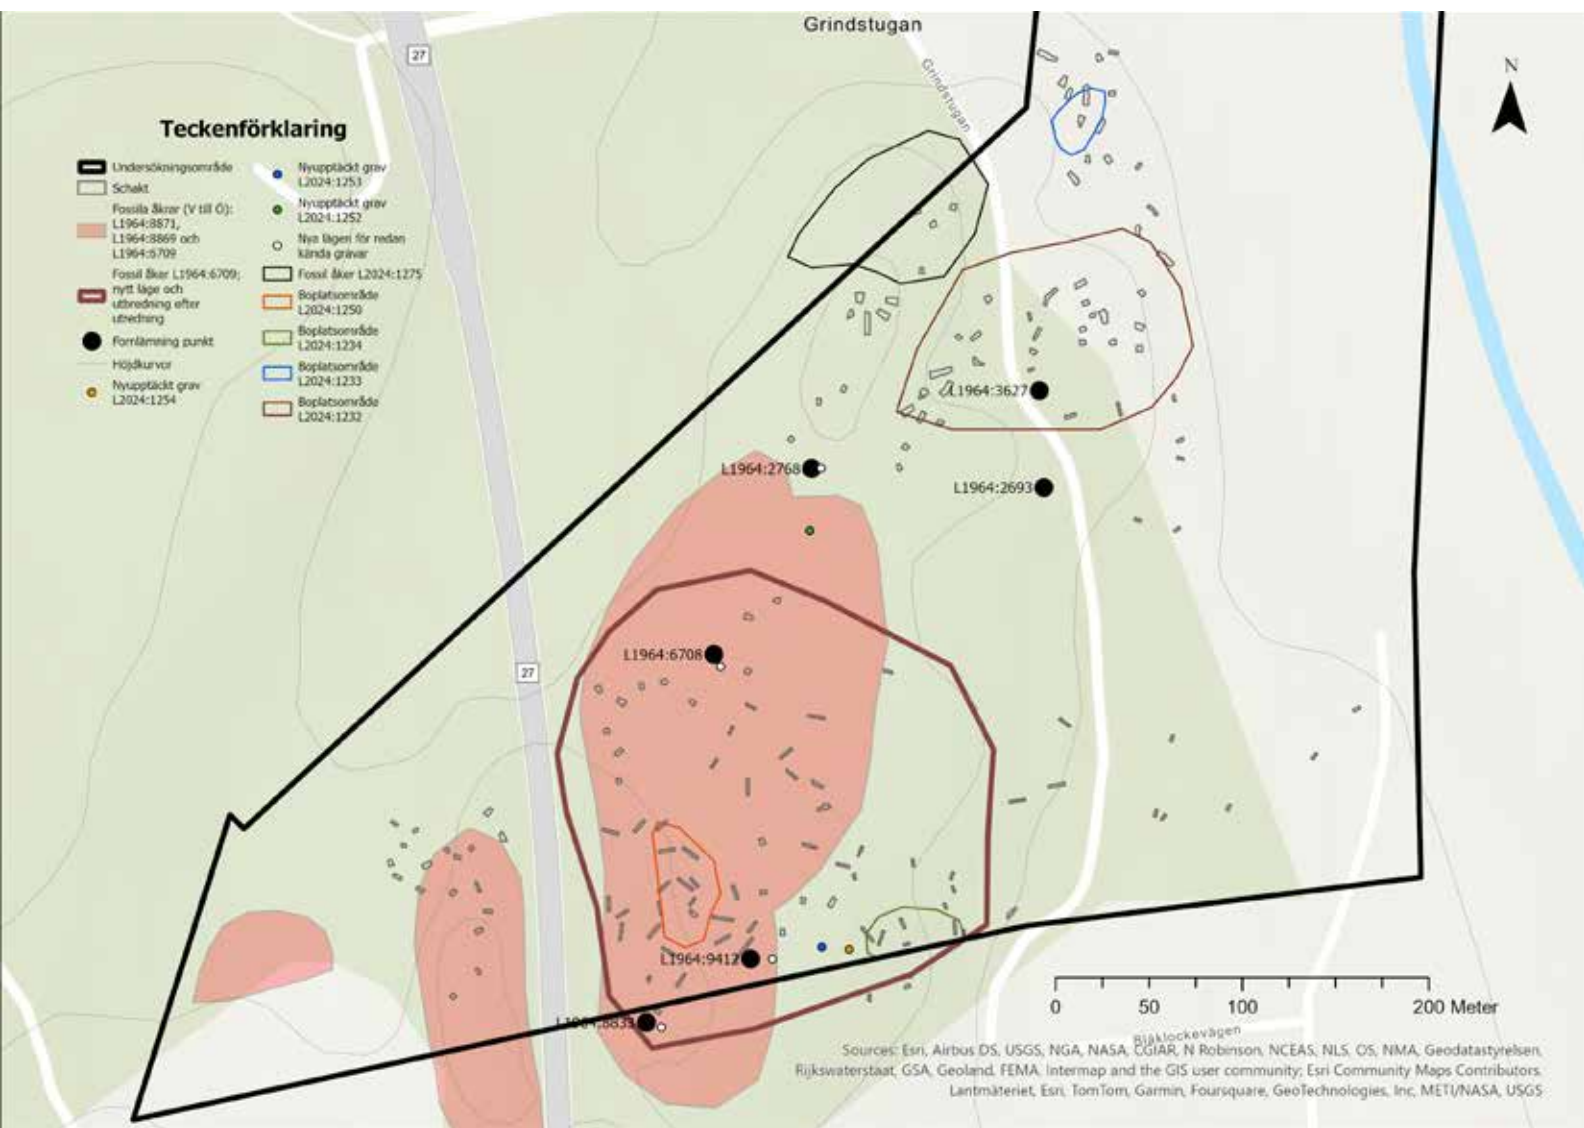 Grindstugan
27
Grindstugan
N
Teckenförklaring
Undersökningsområde
Schakt
Fossila åkrar (V till Ö):
L1964:8871,
L1964:8869 och
L1964:6709
Fossil åker L1964:6709;
nytt läge och
utbredning efter
utredning
Fornlämning punkt
Höjdkurvor
Nyupptäckt grav
L2024:1254
Nyupptäckt grav
L2024:1253
Nyupptäckt grav
L2024:1252
Nya lägen för redan
kända gravar
Fossil åker L2024:1275
Boplatsområde
L2024:1250
Boplatsområde
L2024:1234
Boplatsområde
L2024:1233
Boplatsområde
L2024:1232
L1964:3627
L1964:2768
L1964:2693
L1964:6708
27
L1964:9412
0 50 100 200 Meter
Blåklockevägen
Sources: Esri, Airbus DS, USGS, NGA, NASA, CGIAR, N Robinson, NCEAS, NLS, OS, NMA, Geodatastyrelsen,
Rijkswaterstaat, GSA, Geoland, FEMA, Intermap and the GIS user community; Esri Community Maps Contributors,
Lantmäteriet, Esri, TomTom, Garmin, Foursquare, GeoTechnologies, Inc, METI/NASA, USGS